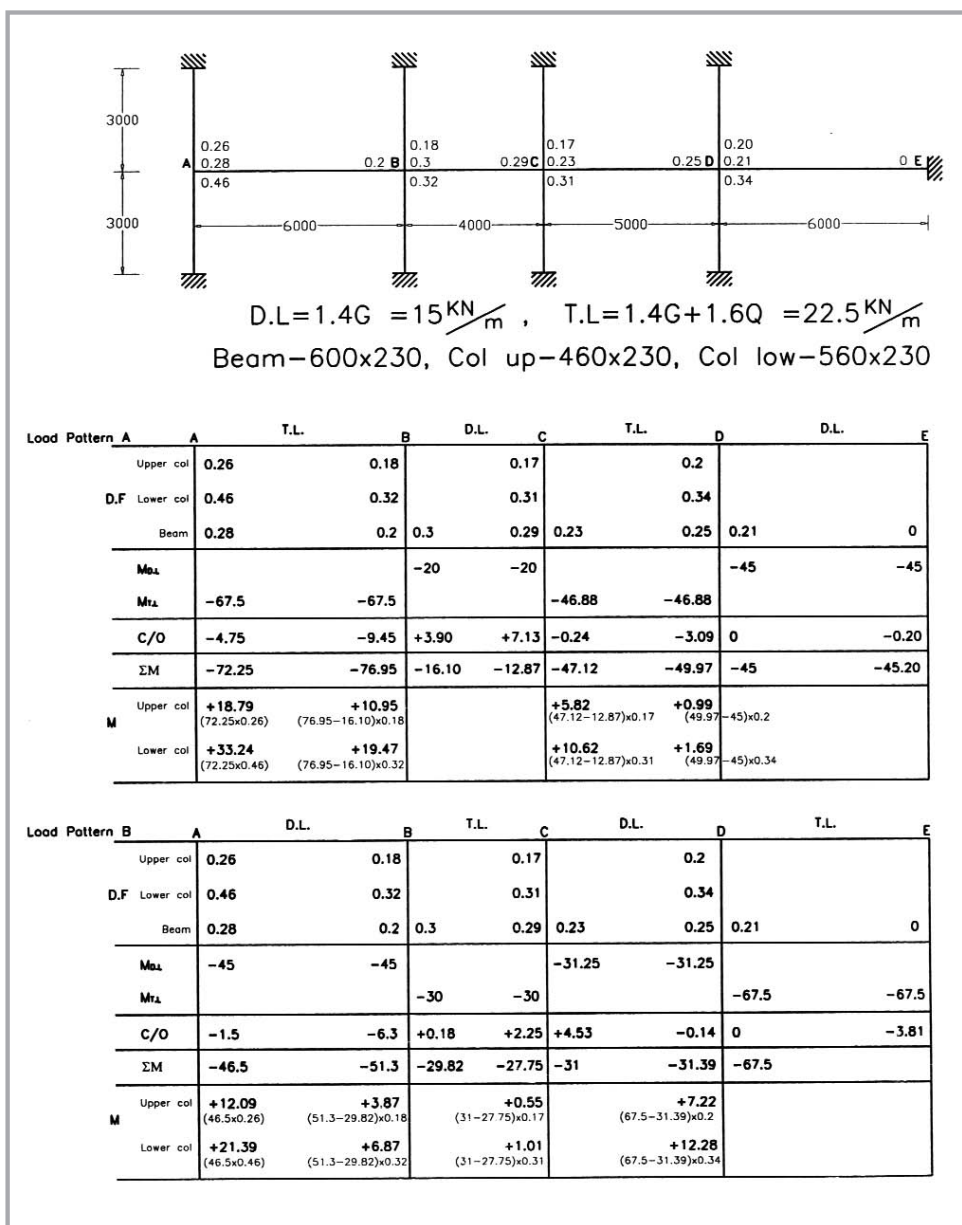 3000
0.26 0.18 0.17 0.20
A 0.28 0.2 B 0.3 0.29 C 0.23 0.25 D 0.21 0 E
0.46 0.32 0.31 0.34
3000 6000 4000 5000 6000
D.L=1.4G =15 KN/m , T.L=1.4G+1.6Q =22.5 KN/m
Beam-600x230, Col up-460x230, Col low-560x230
Load Pattern A A T.L. B D.L. C T.L. D D.L. E
Upper col 0.26 0.18 0.17 0.2
D.F Lower col 0.46 0.32 0.31 0.34
Beam 0.28 0.2 0.3 0.29 0.23 0.25 0.21 0
MD.L -20 -20 -45 -45
MT.L -67.5 -67.5 -46.88 -46.88
C/O -4.75 -9.45 +3.90 +7.13 -0.24 -3.09 0 -0.20
ΣM -72.25 -76.95 -16.10 -12.87 -47.12 -49.97 -45 -45.20
M Upper col +18.79 +10.95 +5.82 +0.99
(72.25x0.26) (76.95-16.10)x0.18 (47.12-12.87)x0.17 (49.97-45)x0.2
Lower col +33.24 +19.47 +10.62 +1.69
(72.25x0.46) (76.95-16.10)x0.32 (47.12-12.87)x0.31 (49.97-45)x0.34
Load Pattern B A D.L. B T.L. C D.L. D T.L. E
Upper col 0.26 0.18 0.17 0.2
D.F Lower col 0.46 0.32 0.31 0.34
Beam 0.28 0.2 0.3 0.29 0.23 0.25 0.21 0
MD.L -45 -45 -31.25 -31.25
MT.L -30 -30 -67.5 -67.5
C/O -1.5 -6.3 +0.18 +2.25 +4.53 -0.14 0 -3.81
ΣM -46.5 -51.3 -29.82 -27.75 -31 -31.39 -67.5
M Upper col +12.09 +3.87 +0.55 +7.22
(46.5x0.26) (51.3-29.82)x0.18 (31-27.75)x0.17 (67.5-31.39)x0.2
Lower col +21.39 +6.87 +1.01 +12.28
(46.5x0.46) (51.3-29.82)x0.32 (31-27.75)x0.31 (67.5-31.39)x0.34